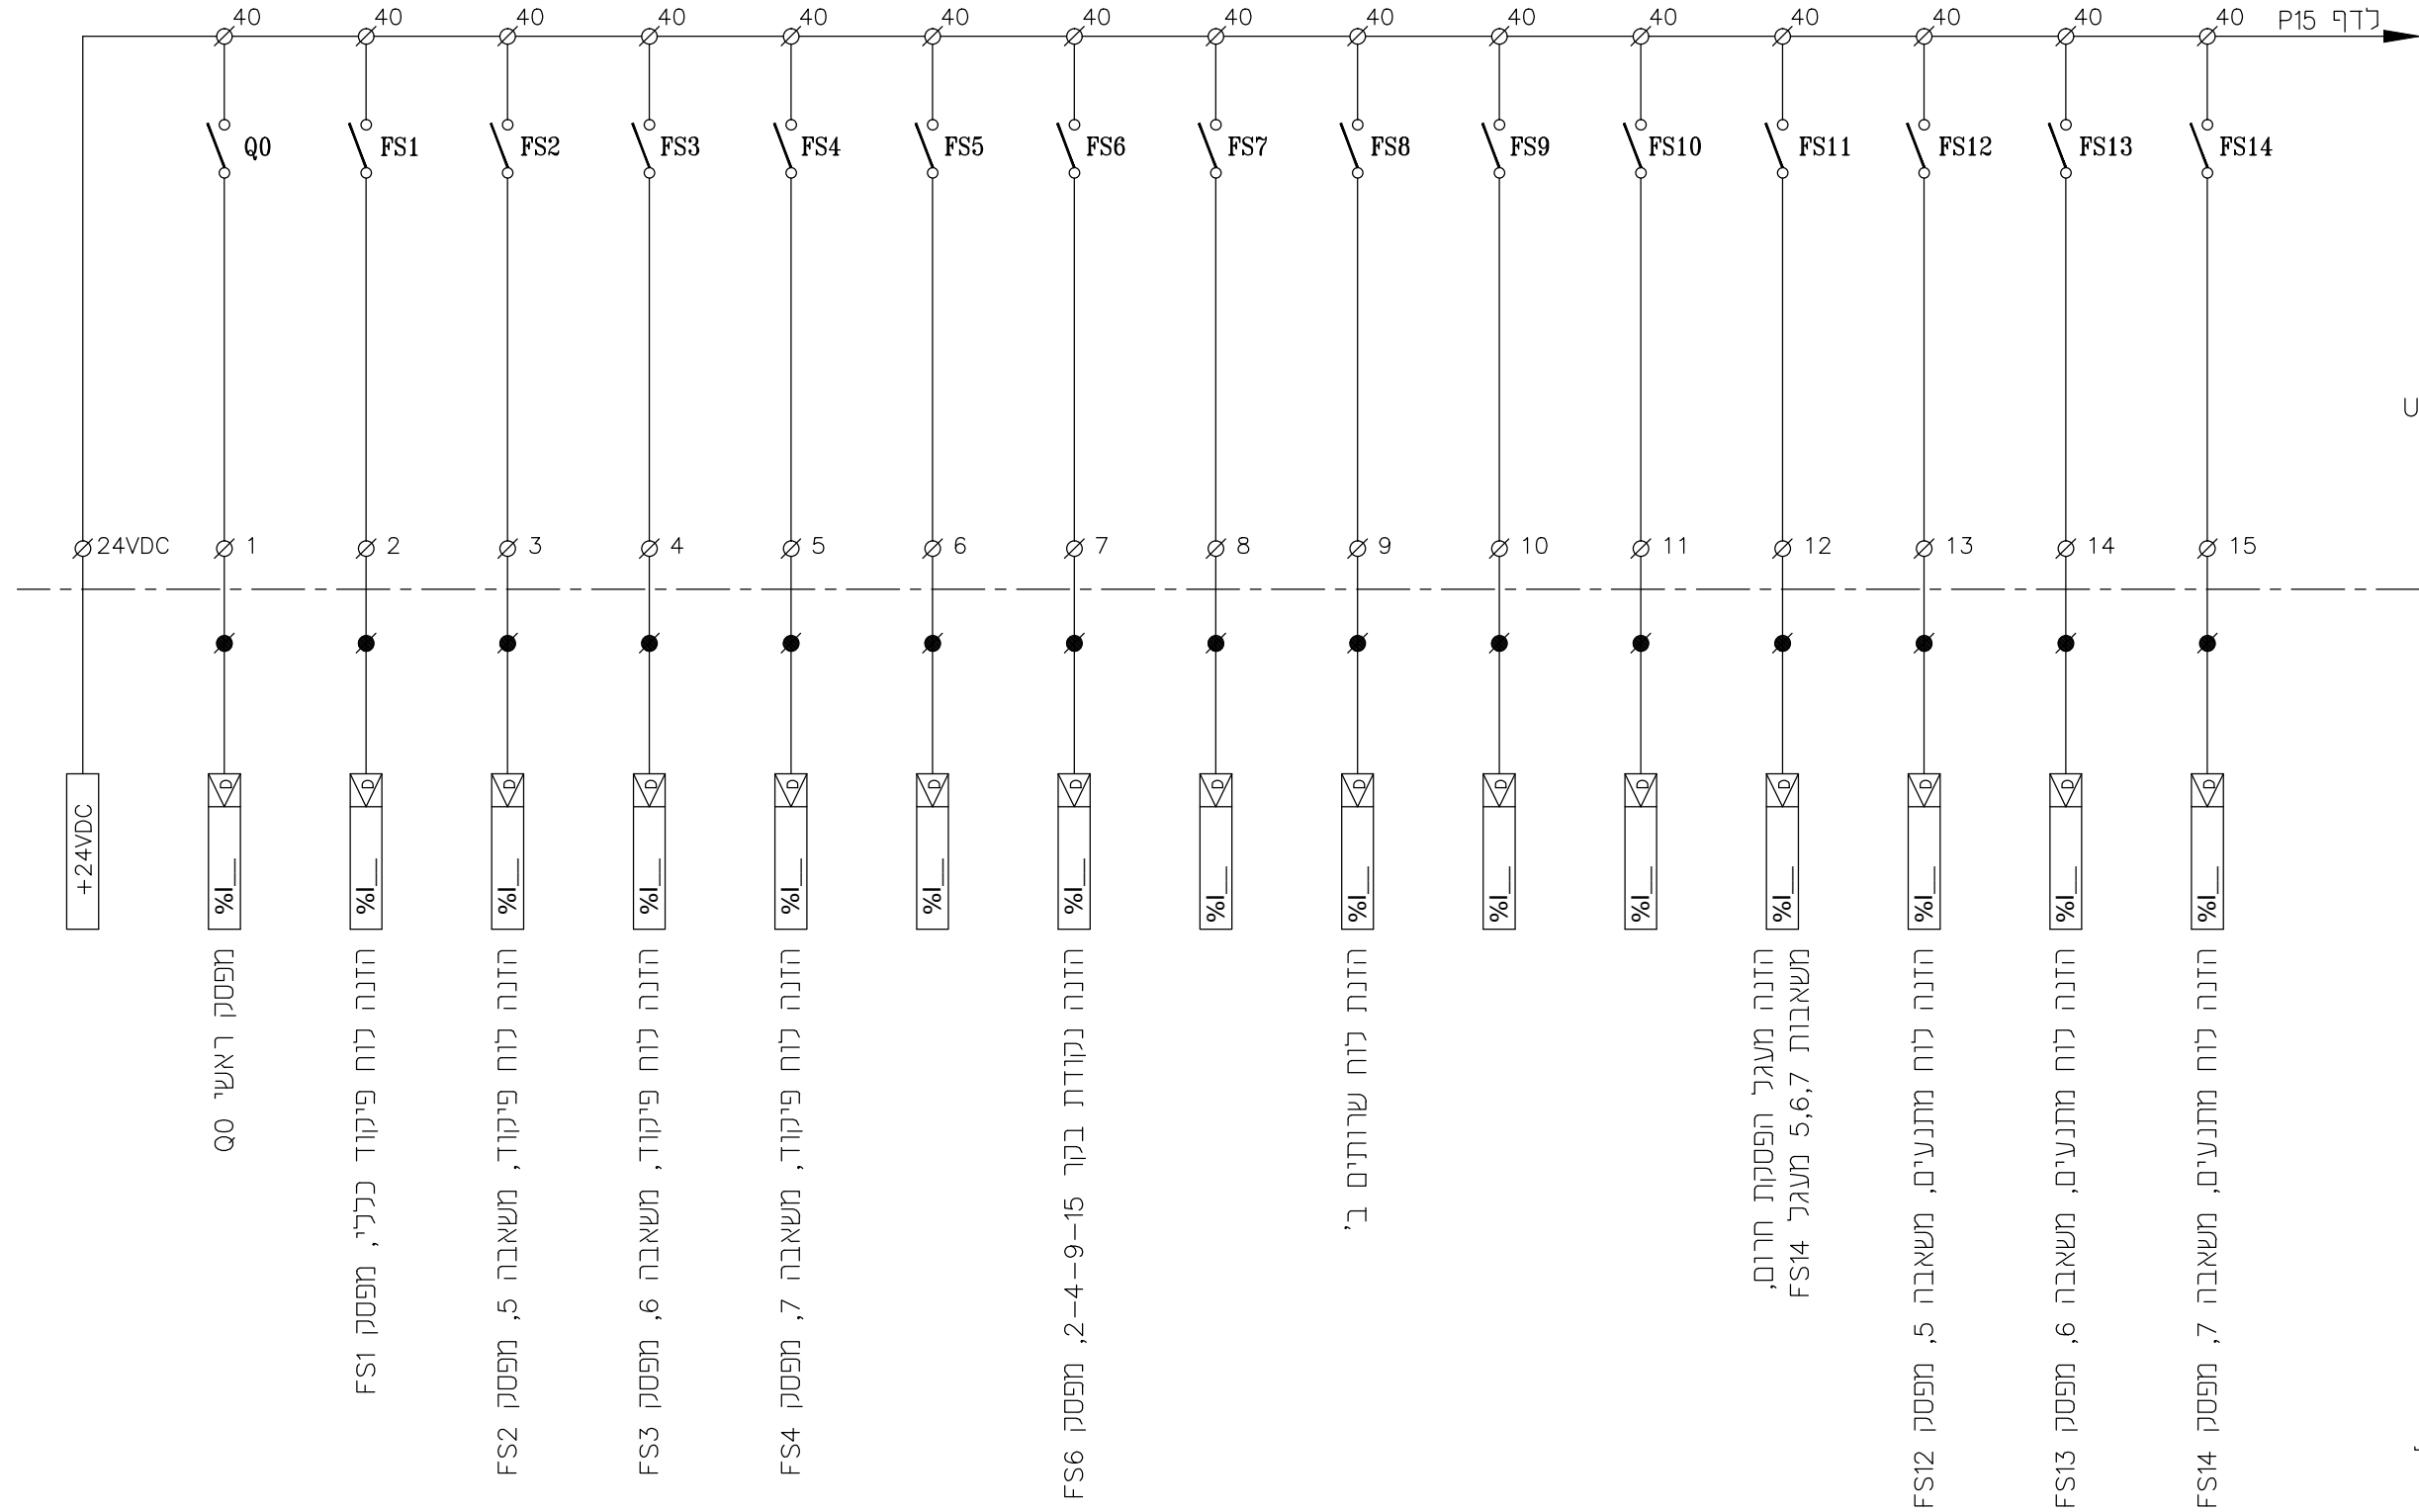 40 40 40 40 40 40 40 40 40 40 40 40 40 40 40 לדף P15
Q0 FS1 FS2 FS3 FS4 FS5 FS6 FS7 FS8 FS9 FS10 FS11 FS12 FS13 FS14
U
24VDC 1 2 3 4 5 6 7 8 9 10 11 12 13 14 15
D D D D D D D D D D D D D D D
+24VDC %I__ %I__ %I__ %I__ %I__ %I__ %I__ %I__ %I__ %I__ %I__ %I__ %I__ %I__ %I__
מפסק ראשי Q0
הזנה לוח פיקוד כללי, מפסק FS1
הזנה לוח פיקוד, משאבה 5, מפסק FS2
הזנה לוח פיקוד, משאבה 6, מפסק FS3
הזנה לוח פיקוד, משאבה 7, מפסק FS4
הזנה נקודת בקר 2-4-9-15, מפסק FS6
הזנת לוח שרותים ב'
הזנה מעגל הפסקת חרום,
משאבות 5,6,7 מעגל FS14
הזנה לוח מתנעים, משאבה 5, מפסק FS12
הזנה לוח מתנעים, משאבה 6, מפסק FS13
הזנה לוח מתנעים, משאבה 7, מפסק FS14